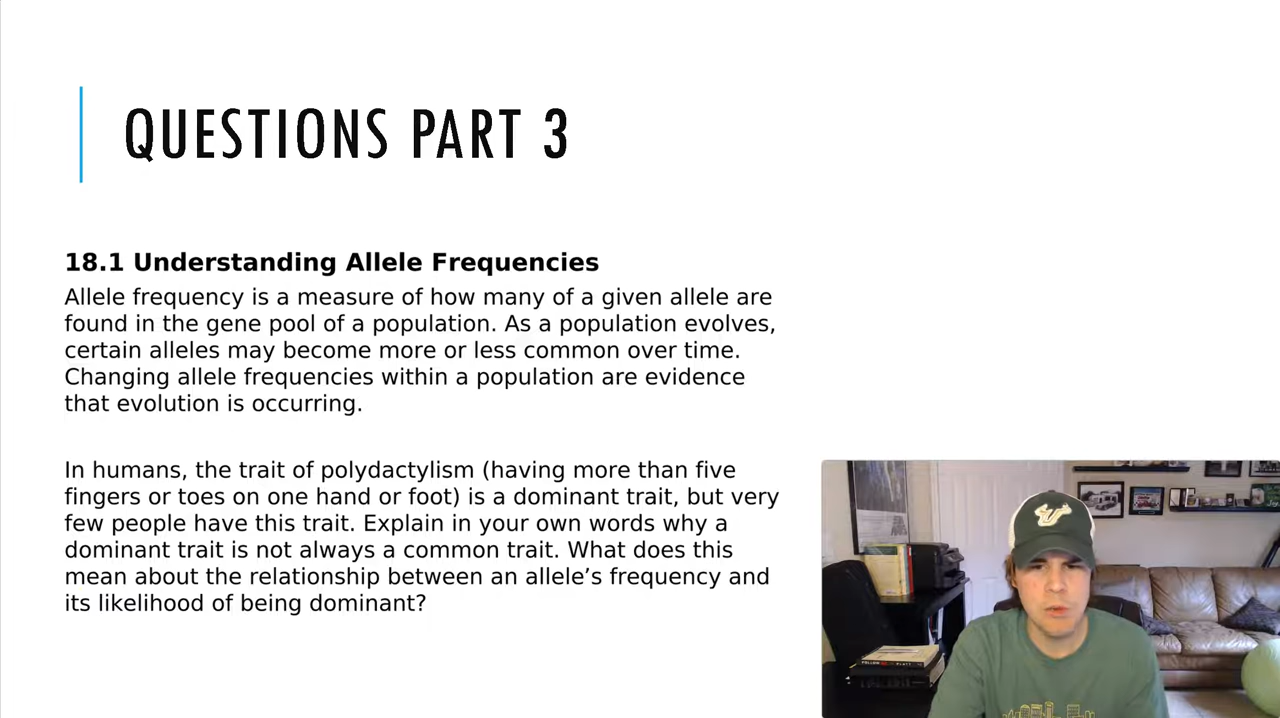 QUESTIONS PART 3
18.1 Understanding Allele Frequencies
Allele frequency is a measure of how many of a given allele are
found in the gene pool of a population. As a population evolves,
certain alleles may become more or less common over time.
Changing allele frequencies within a population are evidence
that evolution is occurring.
In humans, the trait of polydactylism (having more than five
fingers or toes on one hand or foot) is a dominant trait, but very
few people have this trait. Explain in your own words why a
dominant trait is not always a common trait. What does this
mean about the relationship between an allele’s frequency and
its likelihood of being dominant?